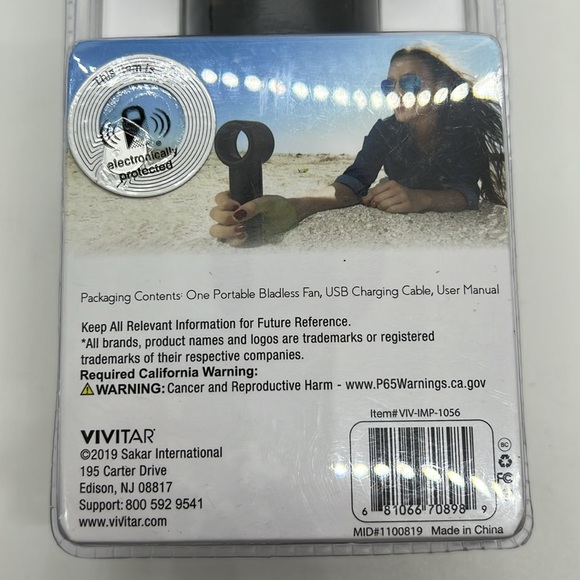 This item is
electronically
protected
Packaging Contents: One Portable Bladless Fan, USB Charging Cable, User Manual
Keep All Relevant Information for Future Reference.
*All brands, product names and logos are trademarks or registered
trademarks of their respective companies.
Required California Warning:
⚠WARNING: Cancer and Reproductive Harm - www.P65Warnings.ca.gov
Item# VIV-IMP-1056
VIVITAR
©2019 Sakar International
195 Carter Drive
Edison, NJ 08817
Support: 800 592 9541
www.vivitar.com
BC
FC
6 81066 70898 9
MID#1100819 Made in China